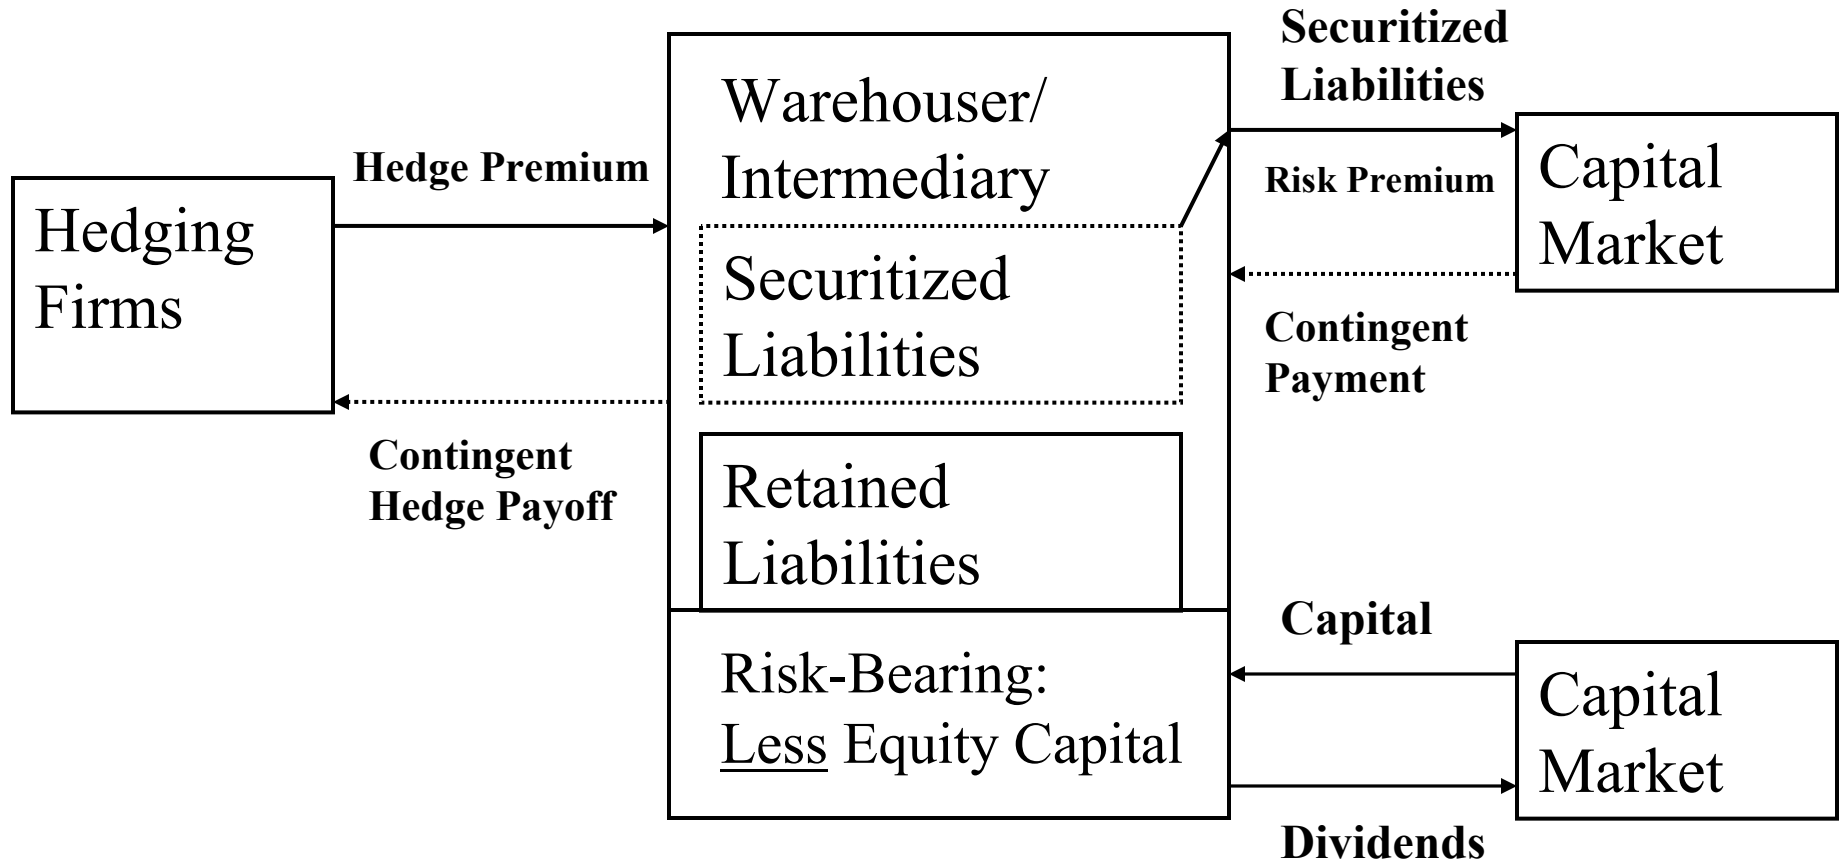 Hedging
Firms
Hedge Premium
Contingent
Hedge Payoff
Warehouser/
Intermediary
Securitized
Liabilities
Retained
Liabilities
Risk-Bearing:
Less Equity Capital
Securitized
Liabilities
Risk Premium
Contingent
Payment
Capital
Market
Capital
Dividends
Capital
Market